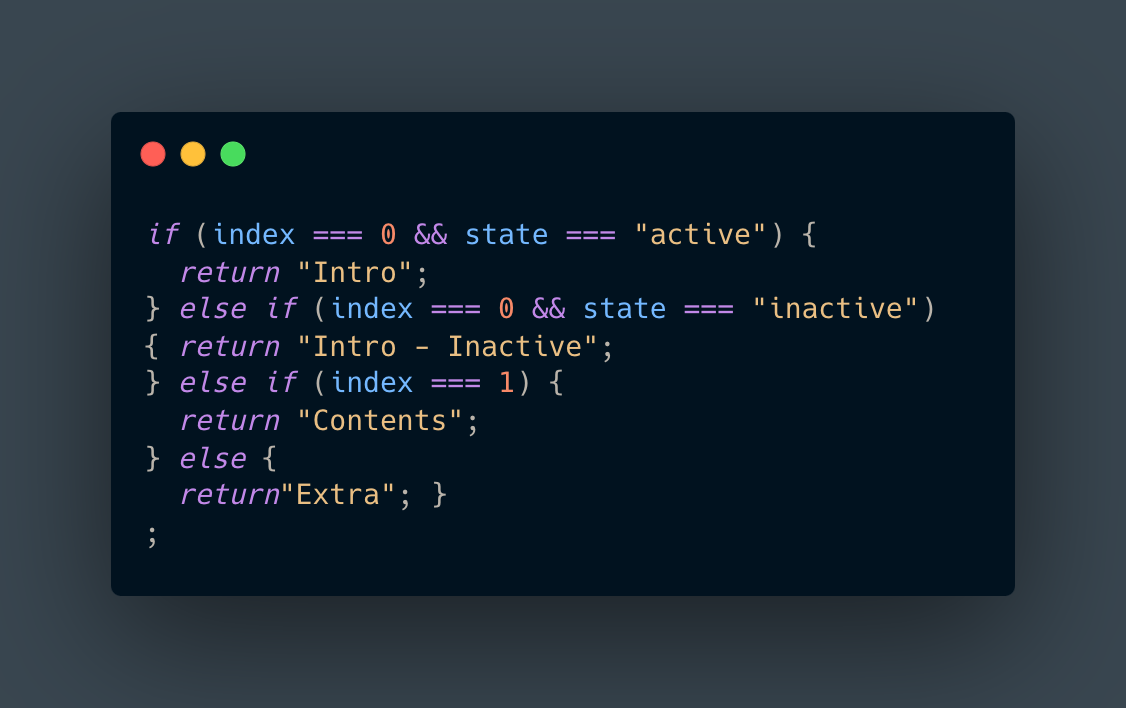 if (index === 0 && state === "active") {
  return "Intro";
} else if (index === 0 && state === "inactive")
{ return "Intro - Inactive";
} else if (index === 1) {
  return "Contents";
} else {
  return"Extra"; }
;